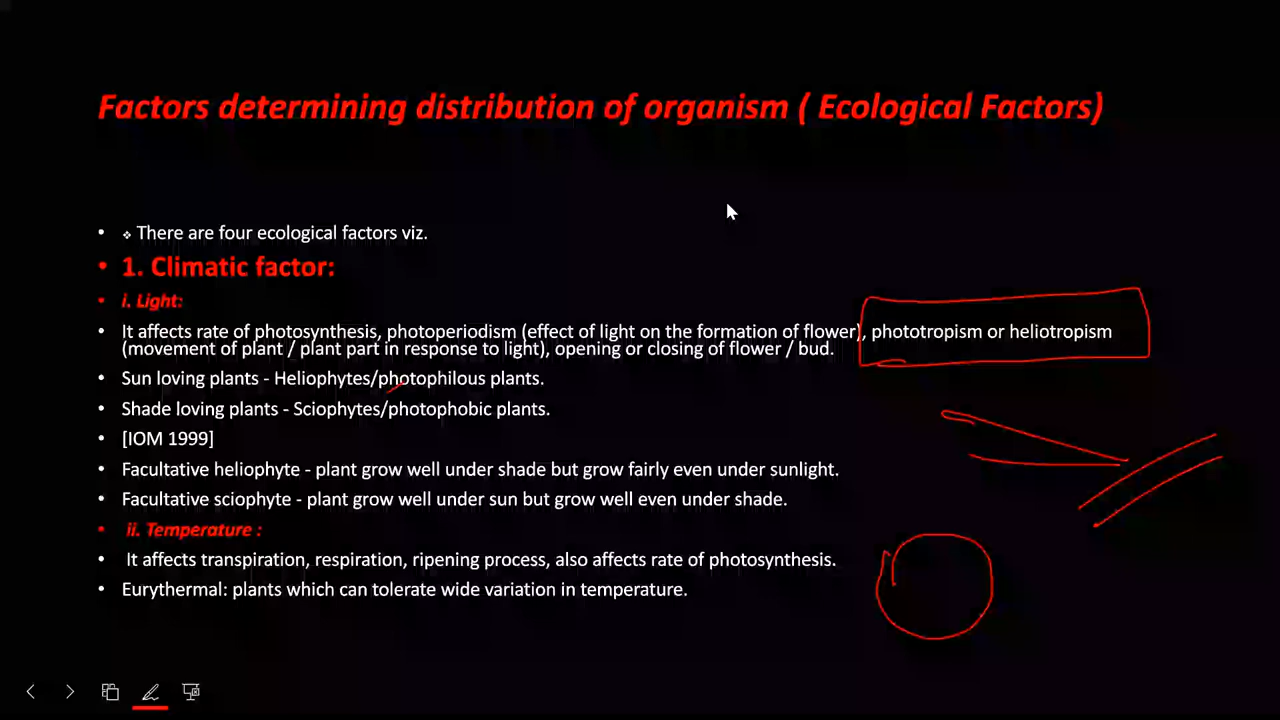 Factors determining distribution of organism ( Ecological Factors)
• ❖ There are four ecological factors viz.
• 1. Climatic factor:
• i. Light:
• It affects rate of photosynthesis, photoperiodism (effect of light on the formation of flower), phototropism or heliotropism
(movement of plant / plant part in response to light), opening or closing of flower / bud.
• Sun loving plants - Heliophytes/photophilous plants.
• Shade loving plants - Sciophytes/photophobic plants.
• [IOM 1999]
• Facultative heliophyte - plant grow well under shade but grow fairly even under sunlight.
• Facultative sciophyte - plant grow well under sun but grow well even under shade.
• ii. Temperature :
• It affects transpiration, respiration, ripening process, also affects rate of photosynthesis.
• Eurythermal: plants which can tolerate wide variation in temperature.